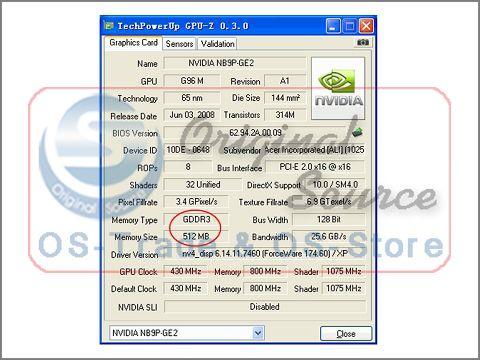 TechPowerUp GPU-Z 0.3.0
Graphics Card Sensors Validation
Name NVIDIA NB9P-GE2
GPU G96 M Revision A1
Technology 65 nm Die Size 144 mm²
Release Date Jun 03, 2008 Transistors 314M
BIOS Version 62.94.2A.00.09
Device ID 10DE - 0648 Subvendor Acer Incorporated [ALI] (1025
ROPs 8 Bus Interface PCI-E 2.0 x16 @ x16
Shaders 32 Unified DirectX Support 10.0 / SM4.0
Pixel Fillrate 3.4 GPixel/s Texture Fillrate 6.9 GTexel/s
Memory Type GDDR3 Bus Width 128 Bit
Memory Size 512 MB Bandwidth 25.6 GB/s
Driver Version nv4_disp 6.14.11.7460 (ForceWare 174.60) / XP
GPU Clock 430 MHz Memory 800 MHz Shader 1075 MHz
Default Clock 430 MHz Memory 800 MHz Shader 1075 MHz
NVIDIA SLI Disabled
NVIDIA NB9P-GE2 Close
NVIDIA
Original Source
OS-Trade & OS-Store